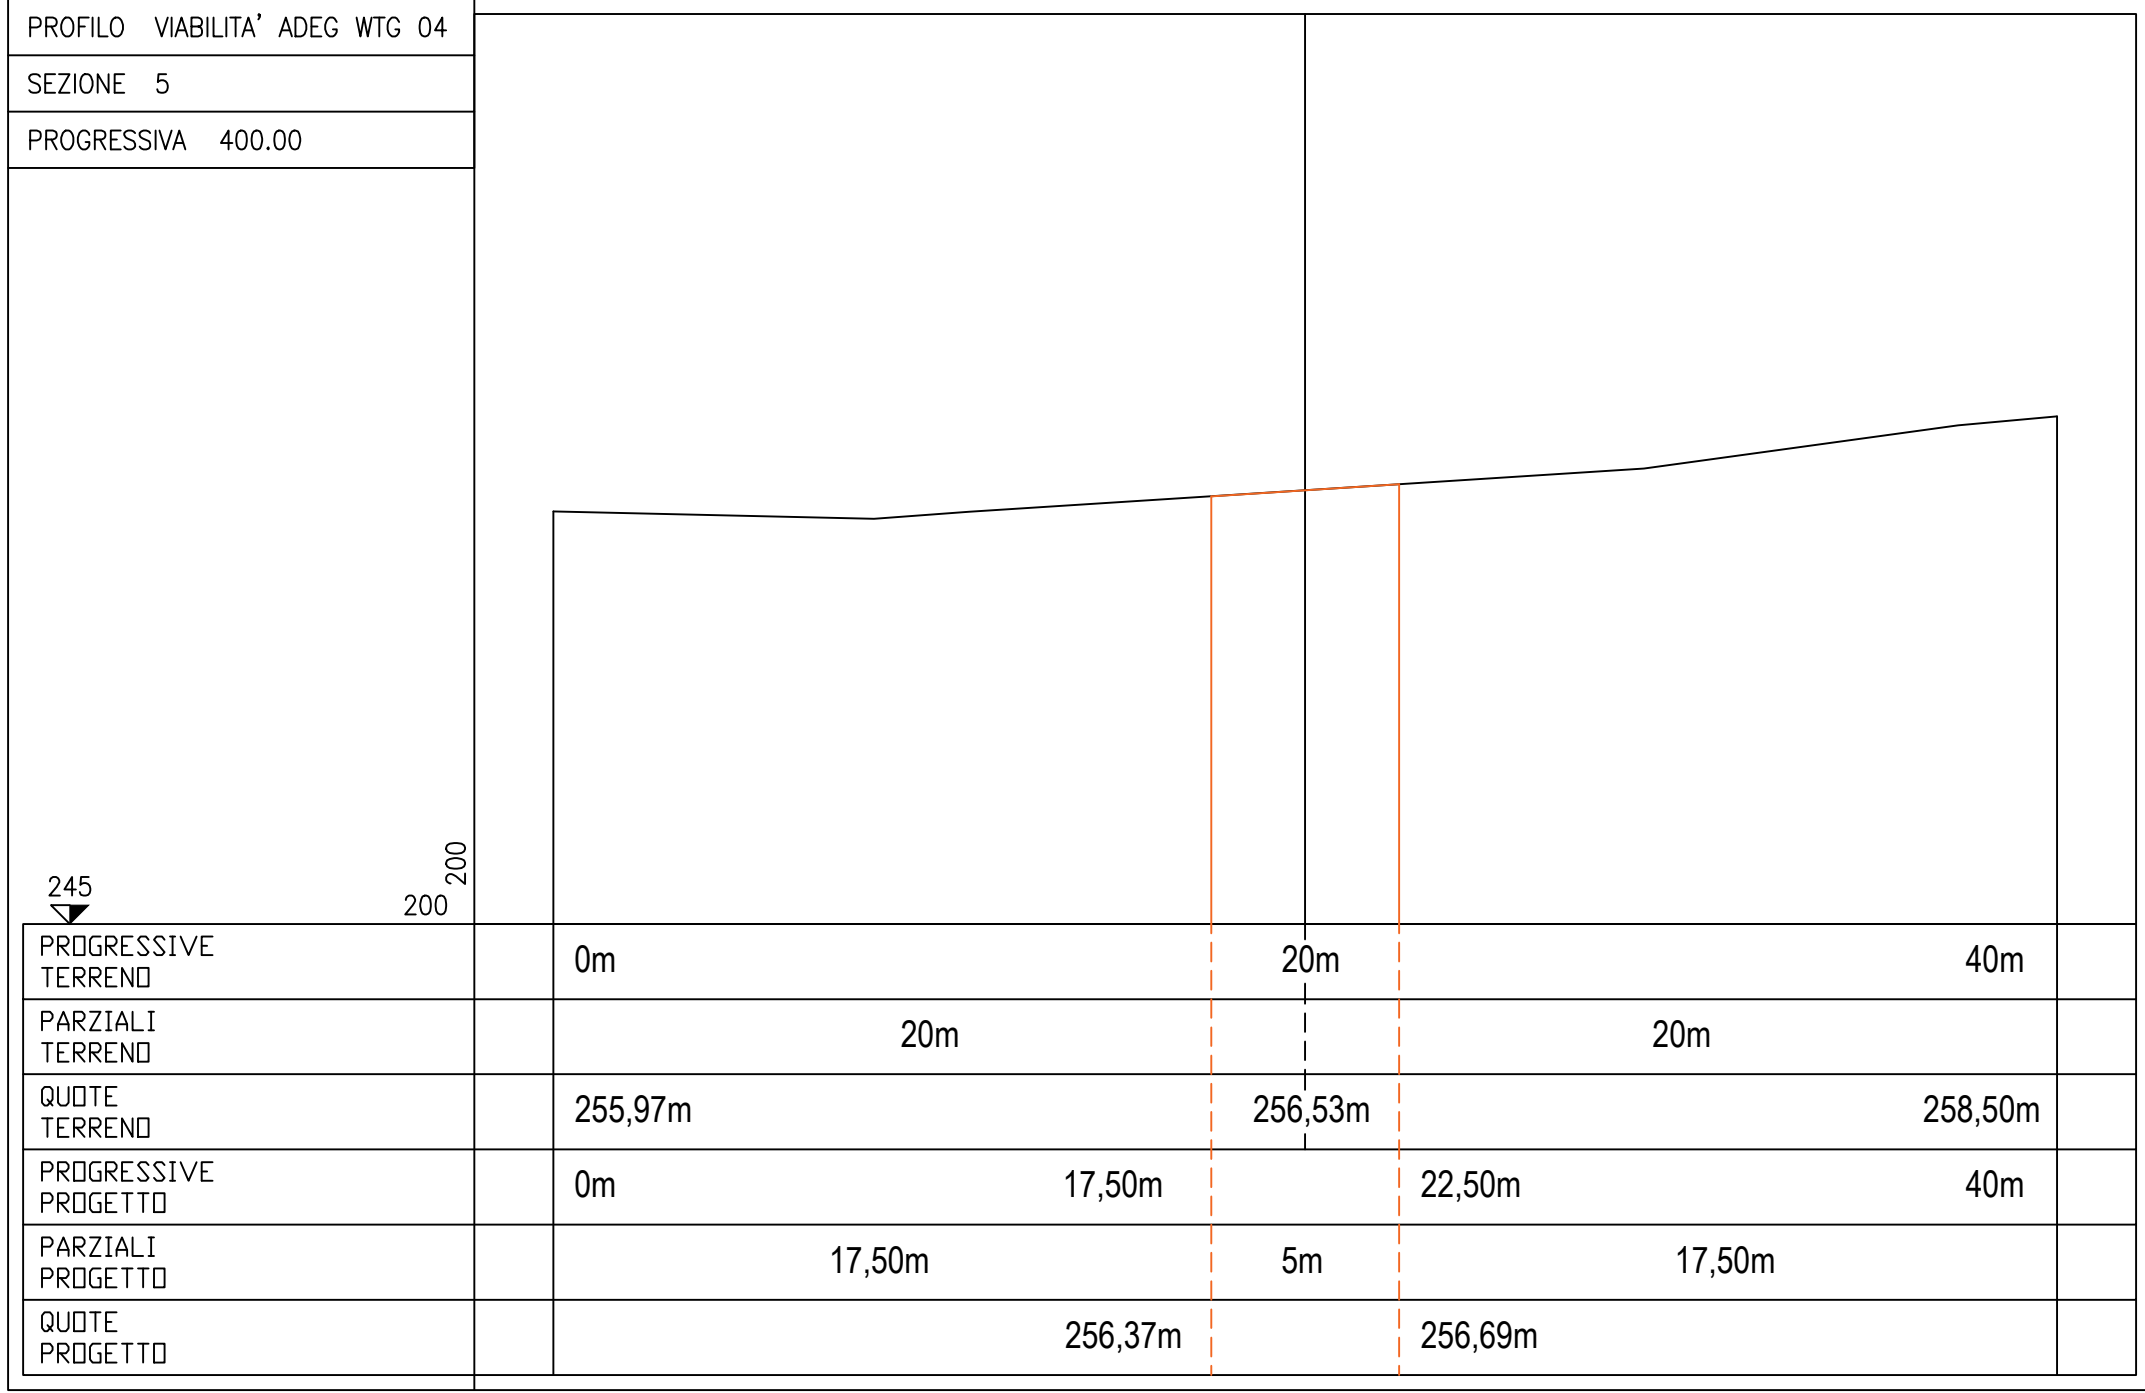 PROFILO VIABILITA' ADEG WTG 04
SEZIONE 5
PROGRESSIVA 400.00
200
245
200
PROGRESSIVE
TERRENO
0m 20m 40m
PARZIALI
TERRENO
20m 20m
QUOTE
TERRENO
255,97m 256,53m 258,50m
PROGRESSIVE
PROGETTO
0m 17,50m 22,50m 40m
PARZIALI
PROGETTO
17,50m 5m 17,50m
QUOTE
PROGETTO
256,37m 256,69m